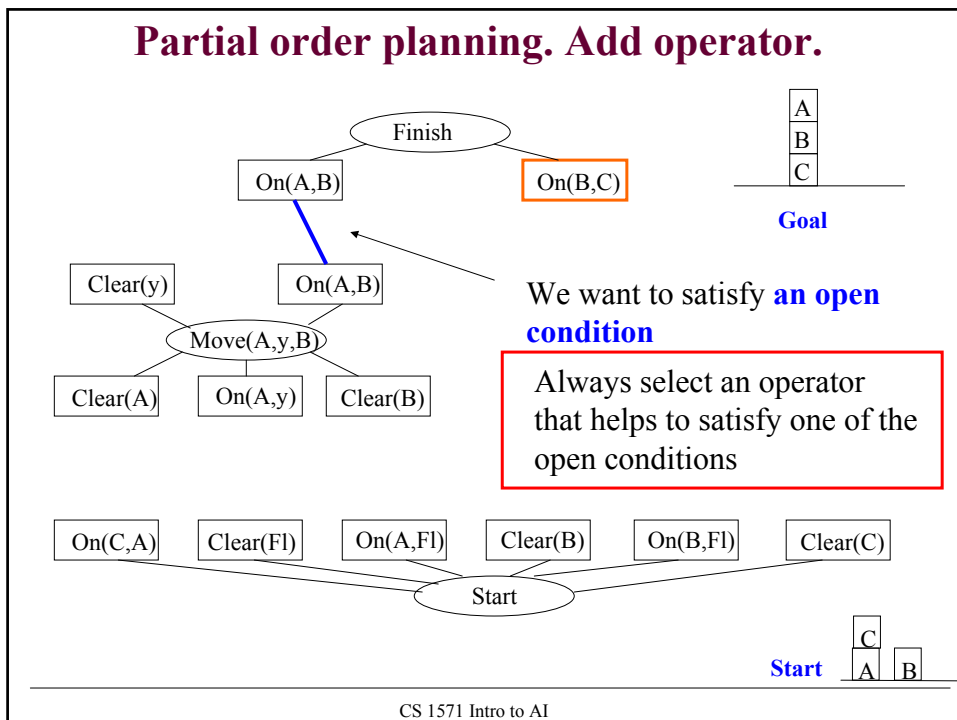 Partial order planning. Add operator.
Finish
On(A,B)
On(B,C)
A
B
C
Goal
Clear(y)
On(A,B)
We want to satisfy an open
condition
Move(A,y,B)
Clear(A)
On(A,y)
Clear(B)
Always select an operator
that helps to satisfy one of the
open conditions
On(C,A)
Clear(Fl)
On(A,Fl)
Clear(B)
On(B,Fl)
Clear(C)
Start
C
Start
A
B
CS 1571 Intro to AI